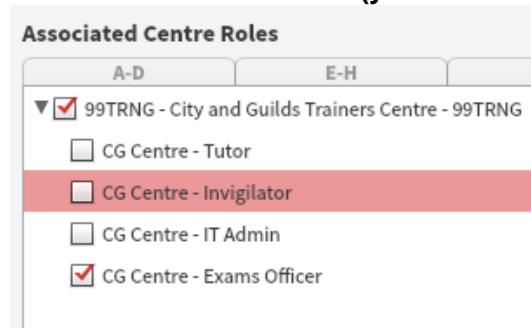 Associated Centre Roles
A-D E-H
99TRNG - City and Guilds Trainers Centre - 99TRNG
CG Centre - Tutor
CG Centre - Invigilator
CG Centre - IT Admin
CG Centre - Exams Officer